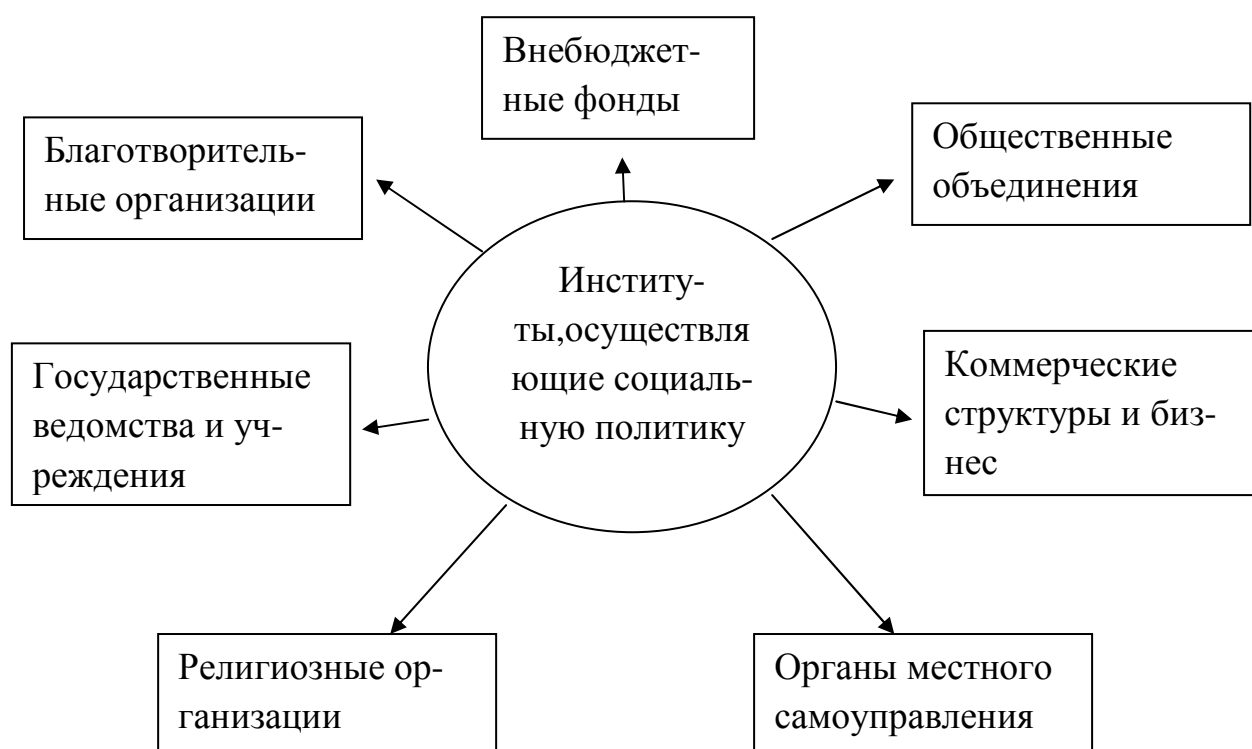 Внебюджет-
ные фонды
Благотворитель-
ные организации
Общественные
объединения
Институ-
ты,осуществля
ющие социаль-
ную политику
Государственные
ведомства и уч-
реждения
Коммерческие
структуры и биз-
нес
Религиозные ор-
ганизации
Органы местного
самоуправления